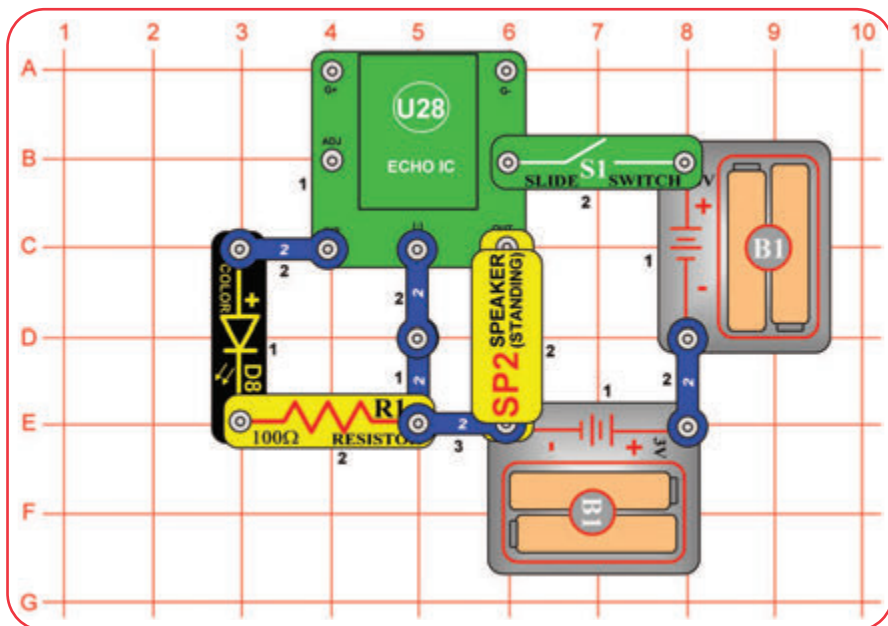 1 2 3 4 5 6 7 8 9 10
A
G+ G-
U28
B
ADJ
ECHO IC
1
S1
SLIDE SWITCH
2
+
B1
-
1
C
2
2
COLOR
+
D8
1
2
2
2
1
SPEAKER
(STANDING)
SP2
2
D
2
2
E
R1
100Ω RESISTOR
2
2
3
1
- +
3V
B1
F
G